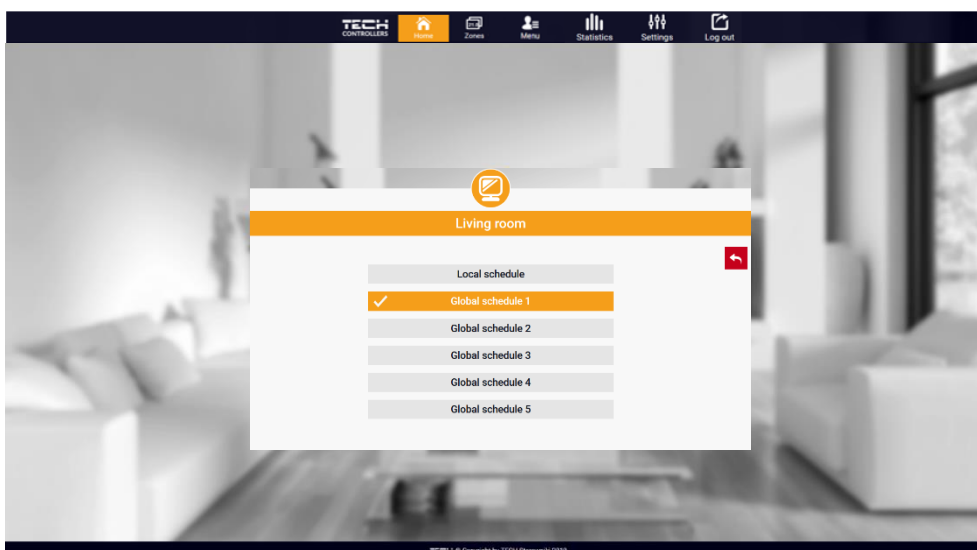 TECH
CONTROLLERS
Home
Zones
Menu
Statistics
Settings
Log out
Living room
Local schedule
Global schedule 1
Global schedule 2
Global schedule 3
Global schedule 4
Global schedule 5